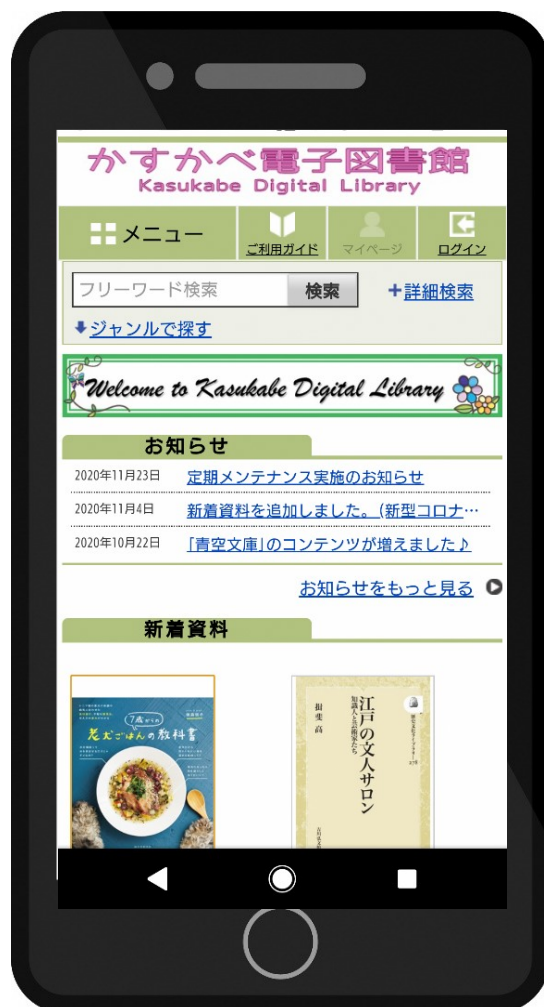 かすかべ電子図書館
Kasukabe Digital Library
メニュー
ご利用ガイド
マイページ
ログイン
フリーワード検索
検索
+詳細検索
ジャンルで探す
Welcome to Kasukabe Digital Library
お知らせ
2020年11月23日 定期メンテナンス実施のお知らせ
2020年11月4日 新着資料を追加しました。(新型コロナ…
2020年10月22日 「青空文庫」のコンテンツが増えました♪
お知らせをもっと見る
新着資料
7歳からの
老犬ごはんの教科書
江戸の文人サロン
知識人と芸術家たち
揖斐高